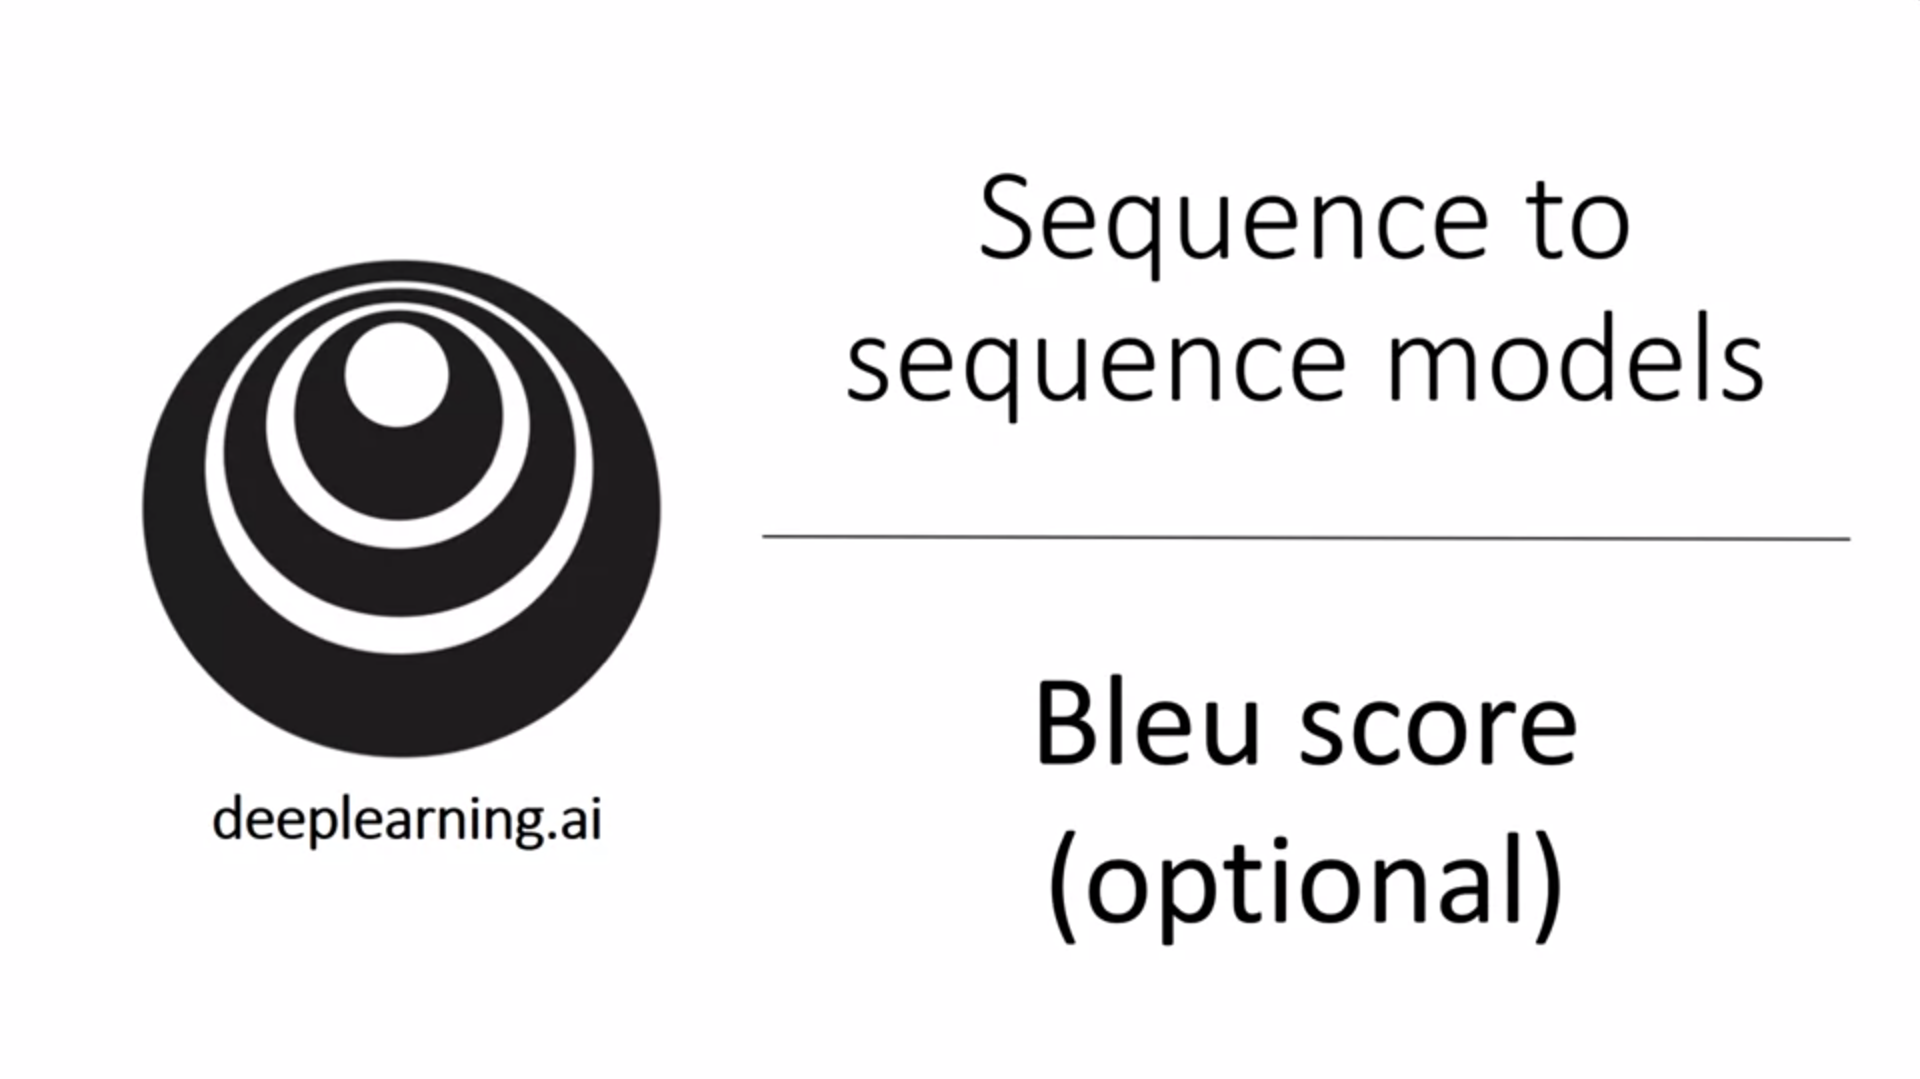 Sequence to
sequence models
Bleu score
(optional)
deeplearning.ai